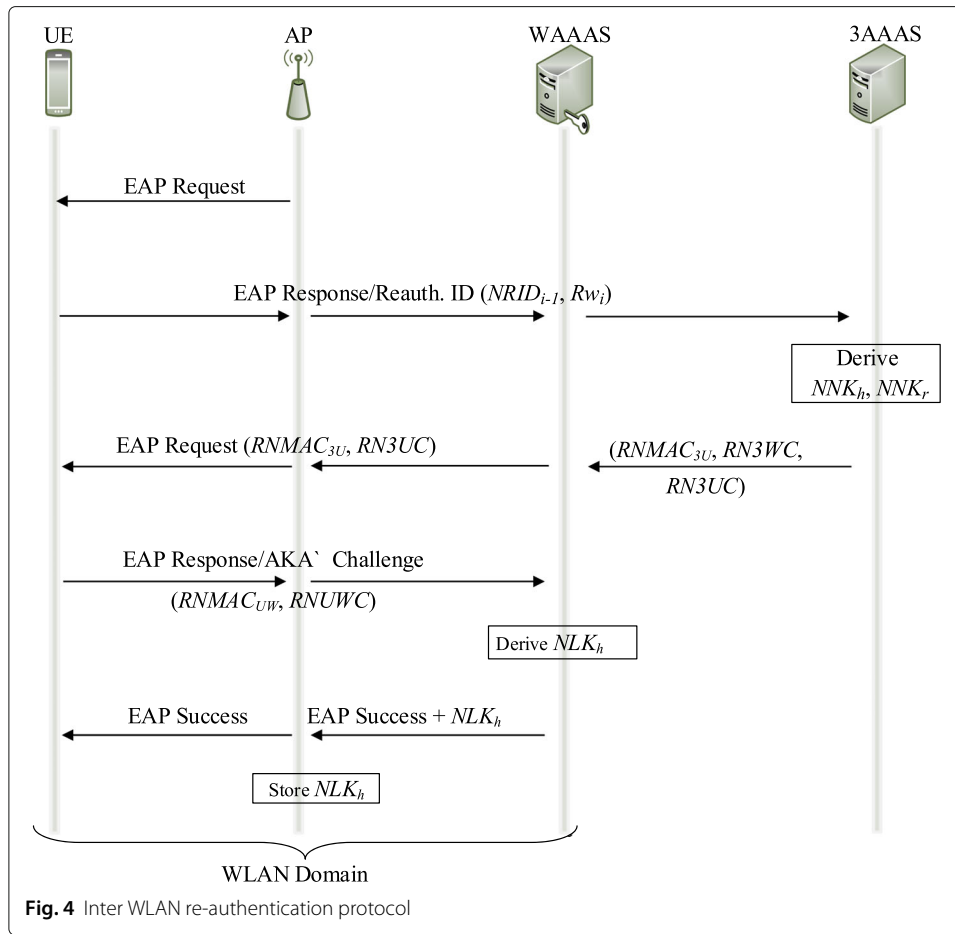 UE
AP
WAAAS
3AAAS
EAP Request
EAP Response/Reauth. ID (NRIDi-1, Rwi)
Derive
NNKh, NNKr
EAP Request (RNMAC3U, RN3UC)
(RNMAC3U, RN3WC,
RN3UC)
EAP Response/AKA` Challenge
(RNMACUW, RNUWC)
Derive NLKh
EAP Success
EAP Success + NLKh
Store NLKh
WLAN Domain
Fig. 4 Inter WLAN re-authentication protocol